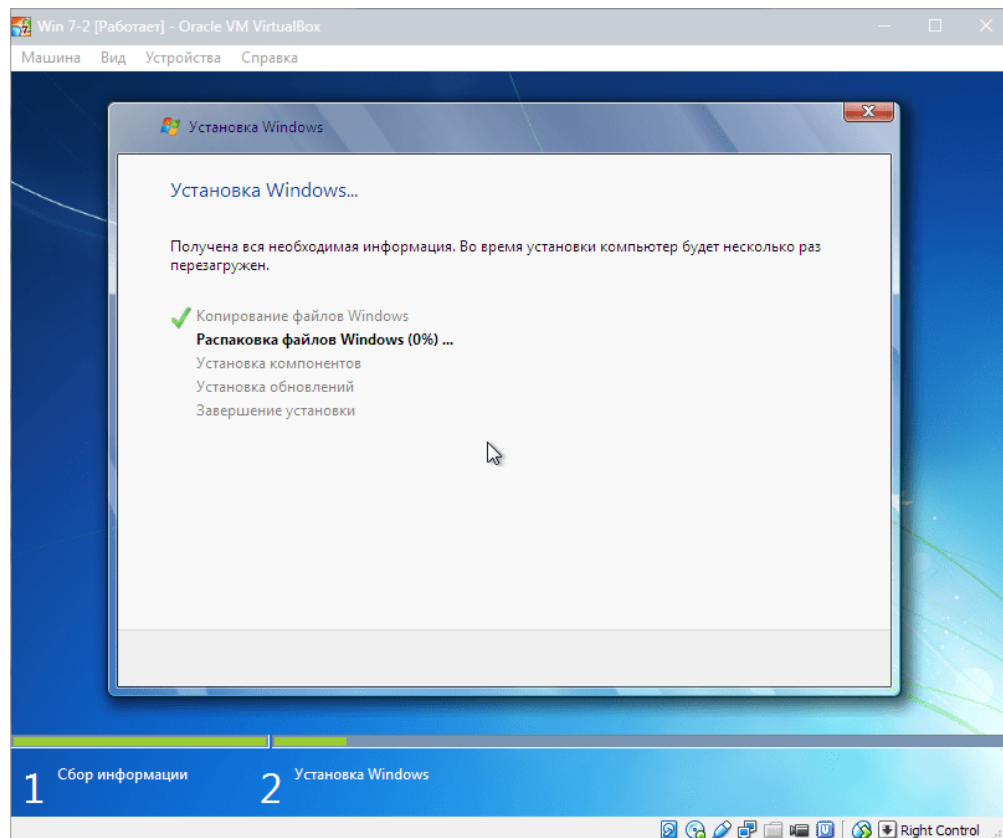 Win 7-2 [Работает] - Oracle VM VirtualBox
Машина Вид Устройства Справка
Установка Windows
Установка Windows...
Получена вся необходимая информация. Во время установки компьютер будет несколько раз
перезагружен.
Копирование файлов Windows
Распаковка файлов Windows (0%) ...
Установка компонентов
Установка обновлений
Завершение установки
1 Сбор информации 2 Установка Windows
Right Control